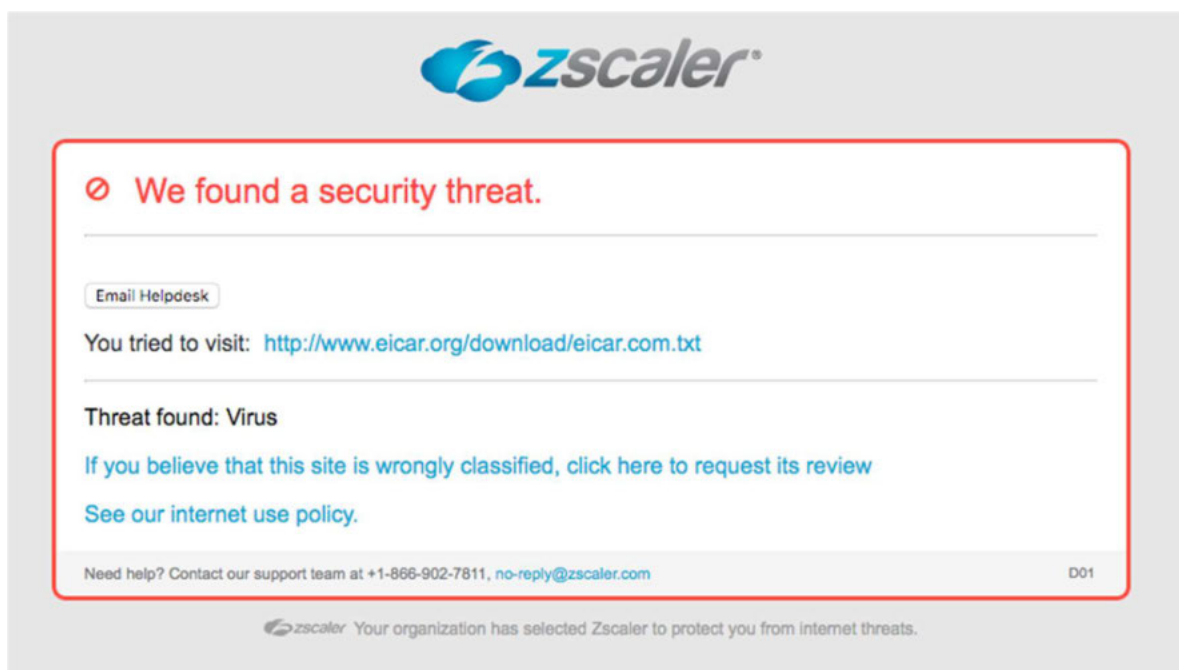 zscaler®
We found a security threat.
Email Helpdesk
You tried to visit: http://www.eicar.org/download/eicar.com.txt
Threat found: Virus
If you believe that this site is wrongly classified, click here to request its review
See our internet use policy.
Need help? Contact our support team at +1-866-902-7811, no-reply@zscaler.com D01
zscaler Your organization has selected Zscaler to protect you from internet threats.